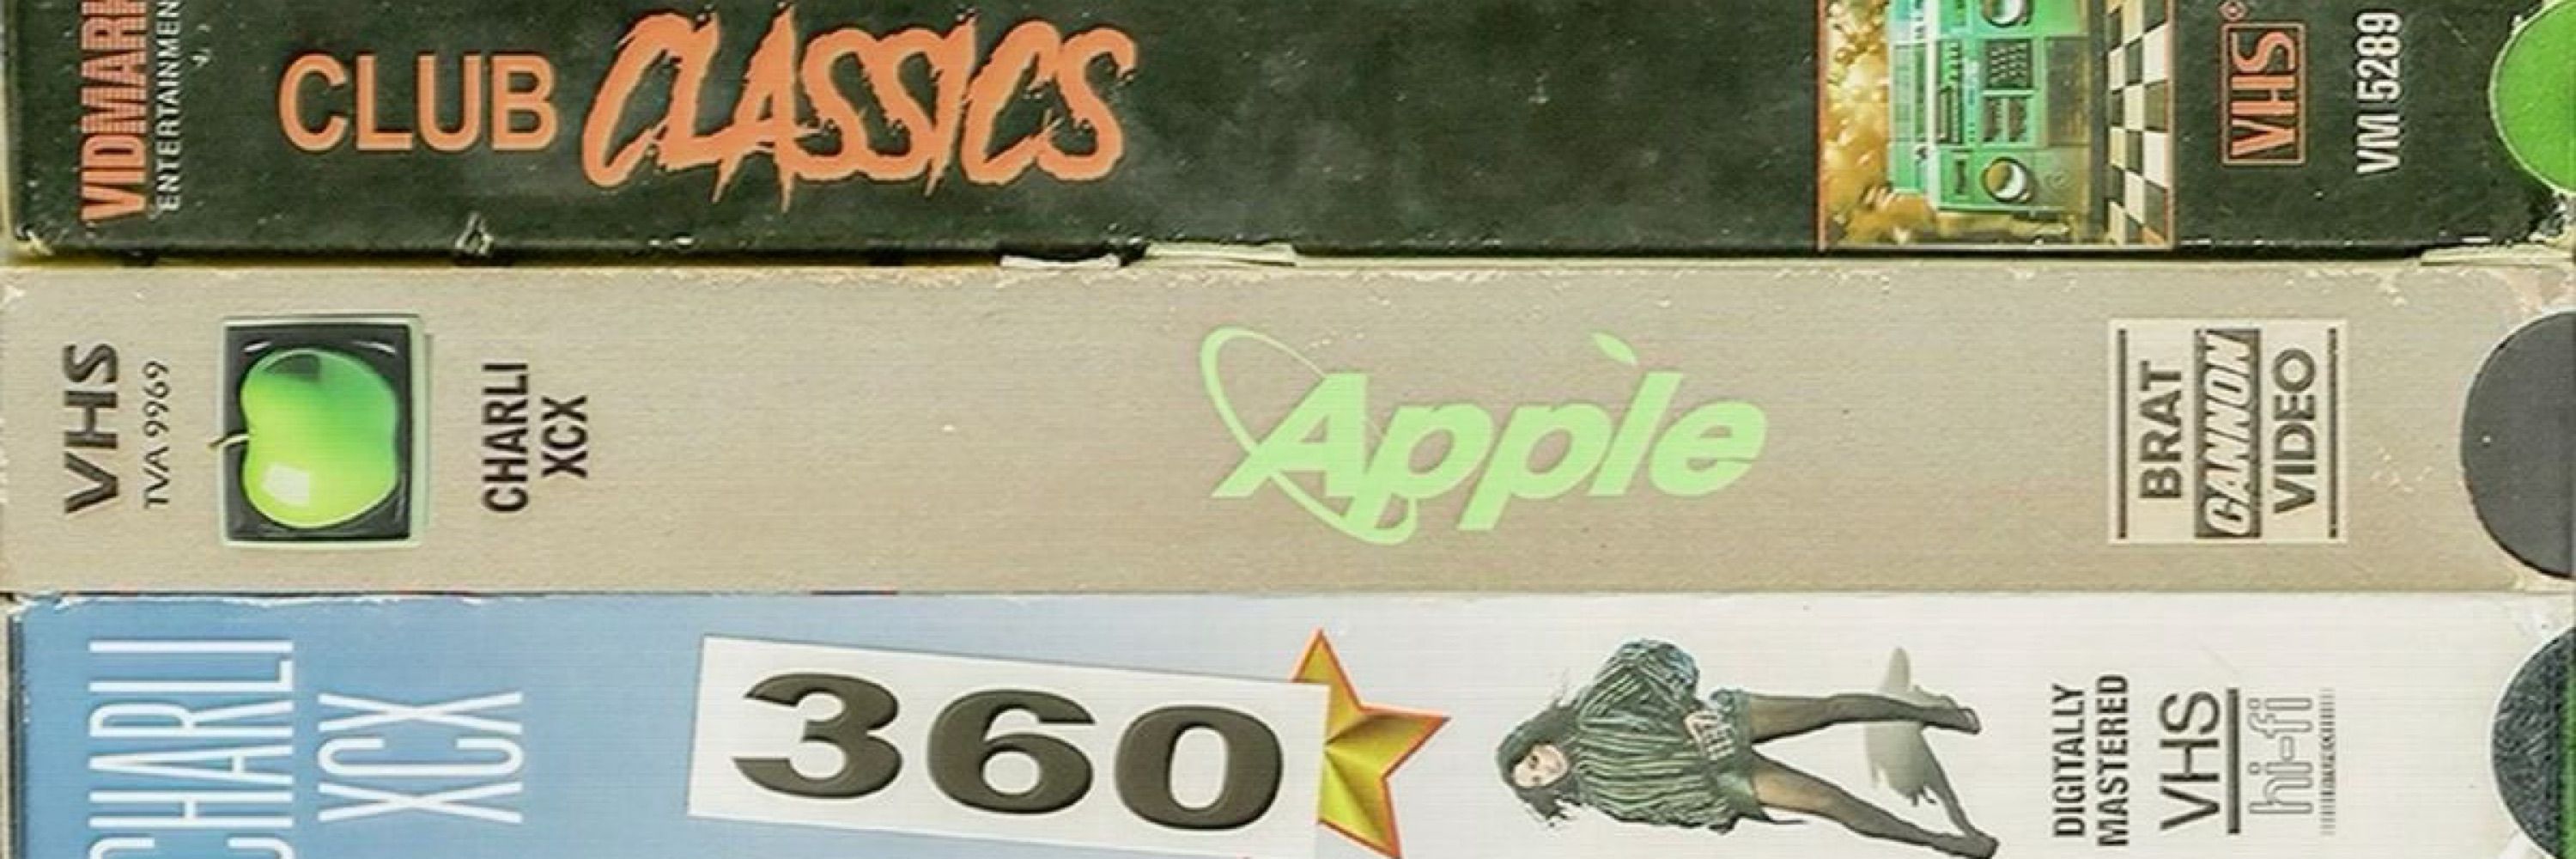 VIDMARK
ENTERTAINMENT
CLUB CLASSICS
VHS
VM 5289
VHS
TVA 9969
CHARLI
XCX
Apple
BRAT
CANNON
VIDEO
CHARLI
XCX
360
DIGITALLY
MASTERED
VHS
hi-fi